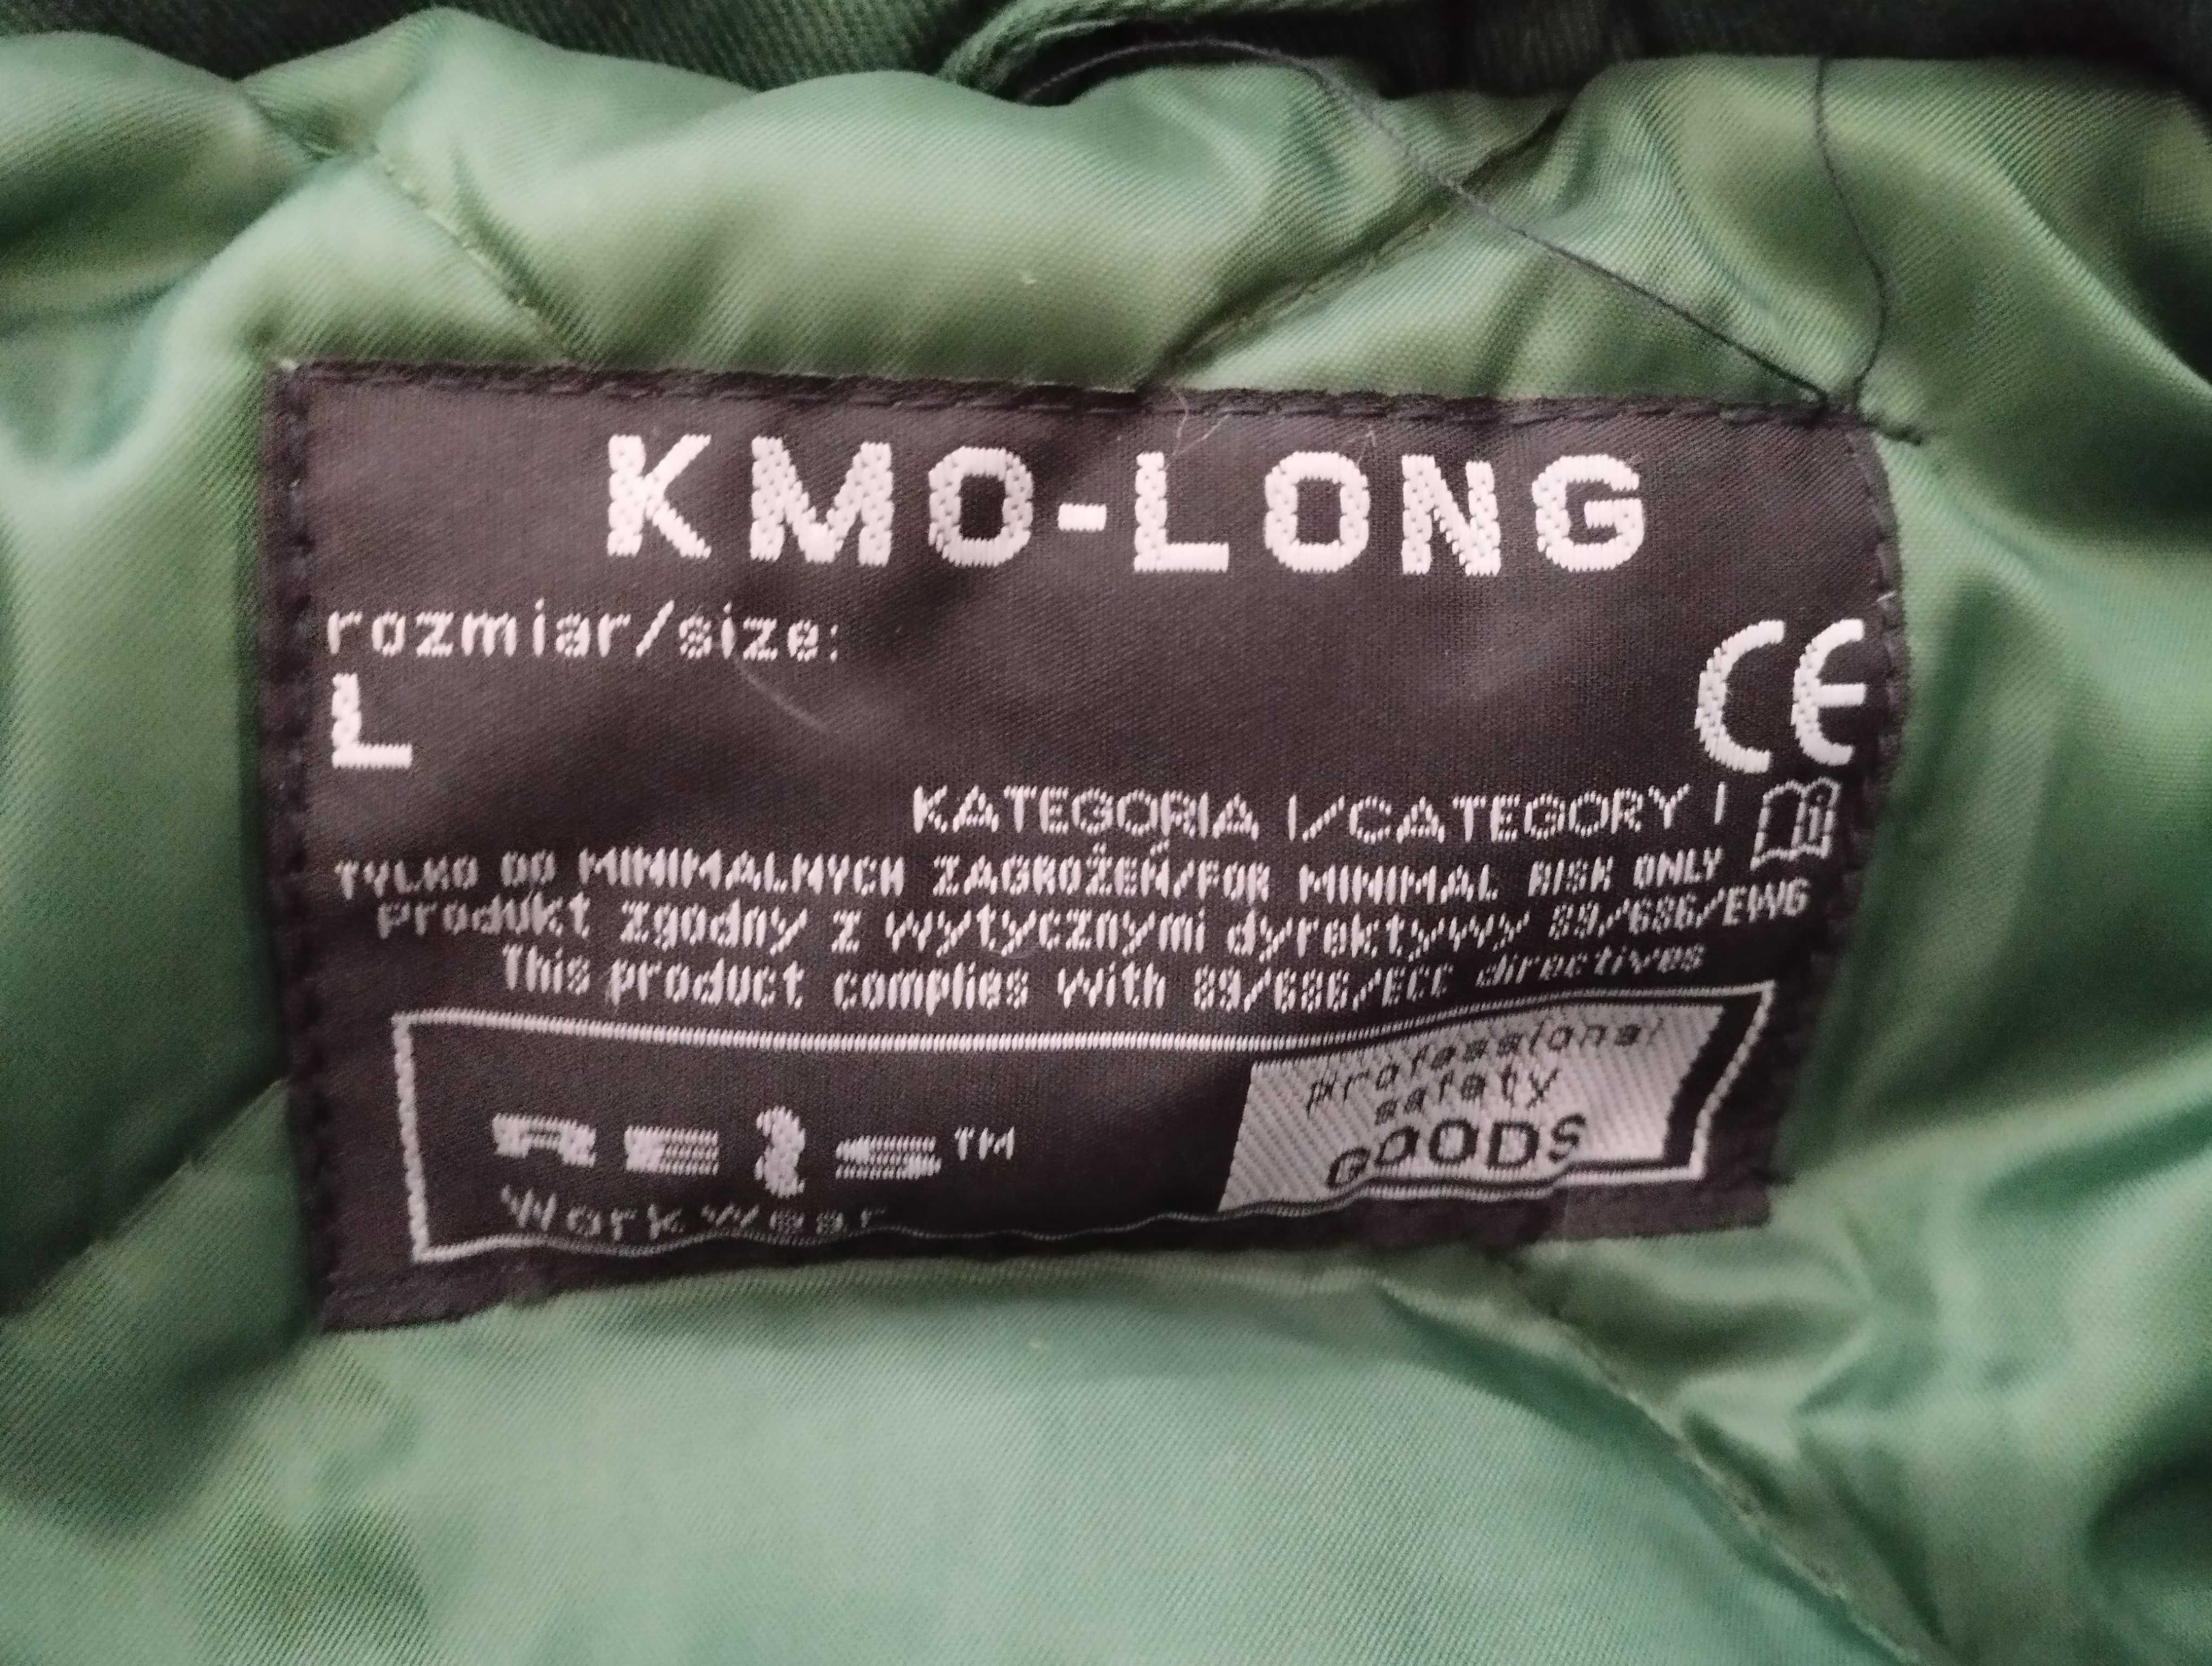 KMO-LONG
rozmiar/size:
L
CE
KATEGORIA I/CATEGORY I
TYLKO DO MINIMALNYCH ZAGROŻEŃ/FOR MINIMAL RISK ONLY
Produkt zgodny z wytycznymi dyrektywy 89/686/EWG
This product complies with 89/686/ECC directives
professional
safety
GOODS
REIS™
Workwear